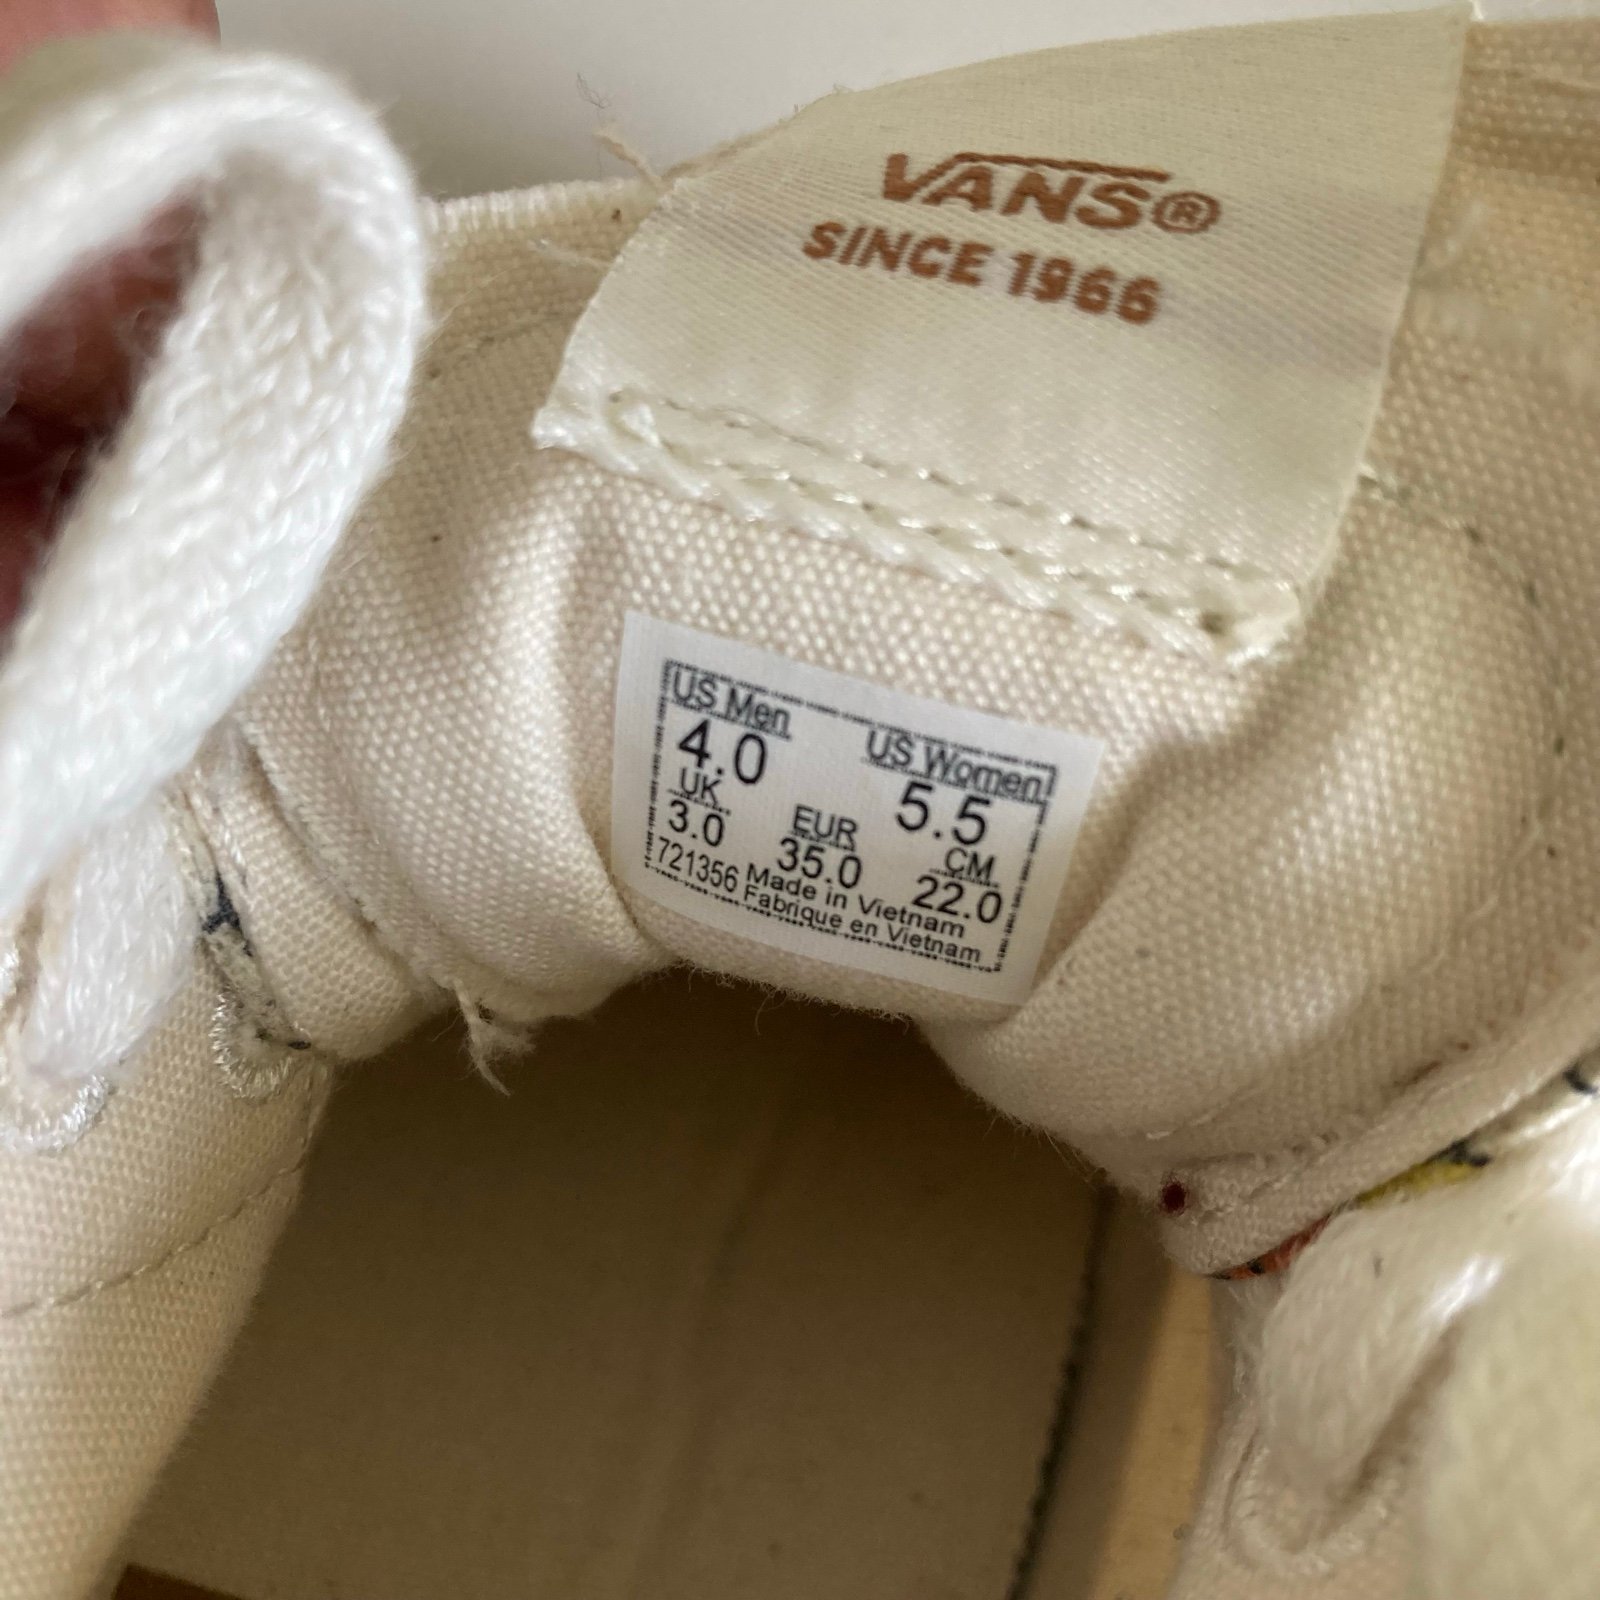 VANS®
SINCE 1966
US Men US Women
4.0 5.5
UK EUR CM
3.0 35.0 22.0
721356 Made in Vietnam
Fabrique en Vietnam